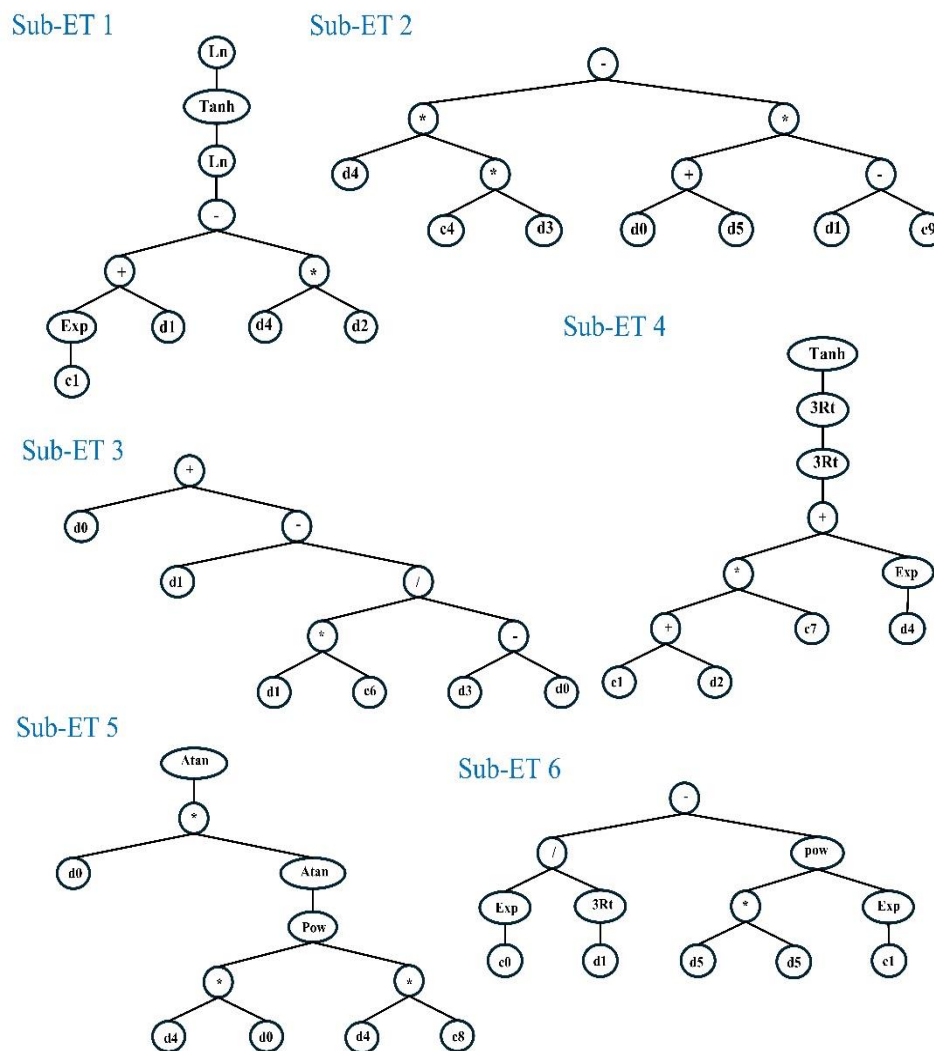 Sub-ET 1
Ln
Tanh
Ln
-
+ *
Exp d1 d4 d2
c1
Sub-ET 2
-
* *
d4 * + -
c4 d3 d0 d5 d1 c9
Sub-ET 3
+
d0 -
d1 /
* -
d1 c6 d3 d0
Sub-ET 4
Tanh
3Rt
3Rt
+
* Exp
+ c7 d4
c1 d2
Sub-ET 5
Atan
*
d0 Atan
Pow
* *
d4 d0 d4 c8
Sub-ET 6
-
/ pow
Exp 3Rt * Exp
c0 d1 d5 d5 c1